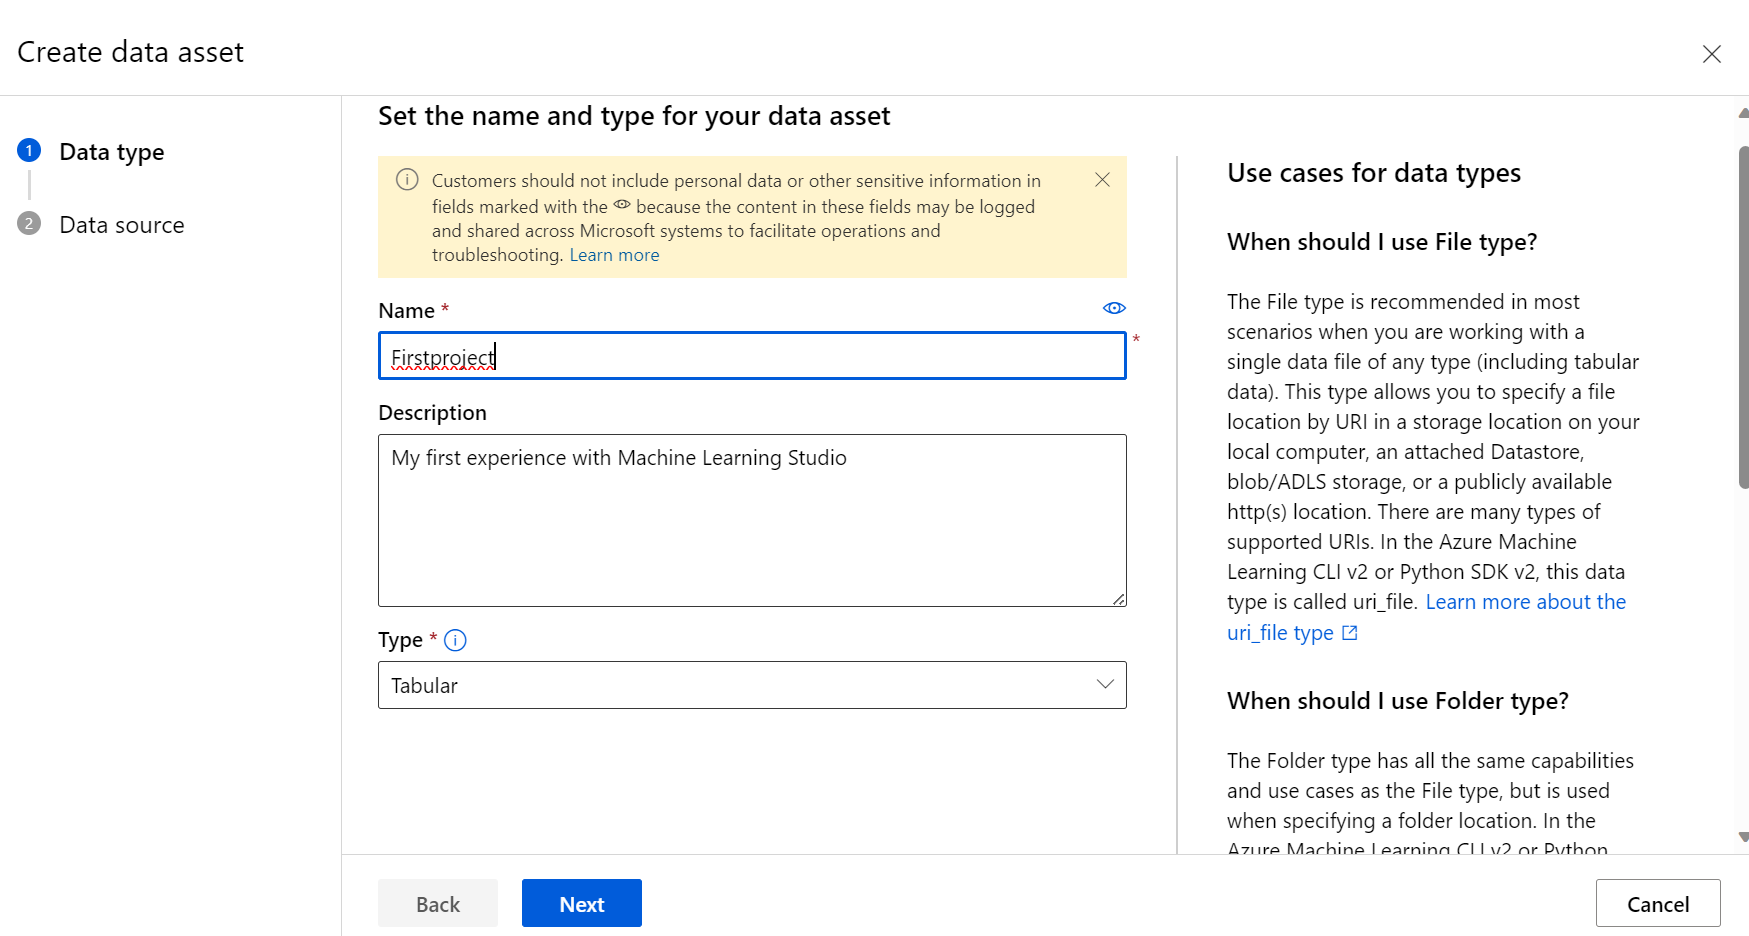 Create data asset
1 Data type
2 Data source
Set the name and type for your data asset
Customers should not include personal data or other sensitive information in
fields marked with the because the content in these fields may be logged
and shared across Microsoft systems to facilitate operations and
troubleshooting. Learn more
Name *
Firstproject *
Description
My first experience with Machine Learning Studio
Type *
Tabular
Use cases for data types
When should I use File type?
The File type is recommended in most
scenarios when you are working with a
single data file of any type (including tabular
data). This type allows you to specify a file
location by URI in a storage location on your
local computer, an attached Datastore,
blob/ADLS storage, or a publicly available
http(s) location. There are many types of
supported URIs. In the Azure Machine
Learning CLI v2 or Python SDK v2, this data
type is called uri_file. Learn more about the
uri_file type
When should I use Folder type?
The Folder type has all the same capabilities
and use cases as the File type, but is used
when specifying a folder location. In the
Azure Machine Learning CLI v2 or Python
Back
Next
Cancel